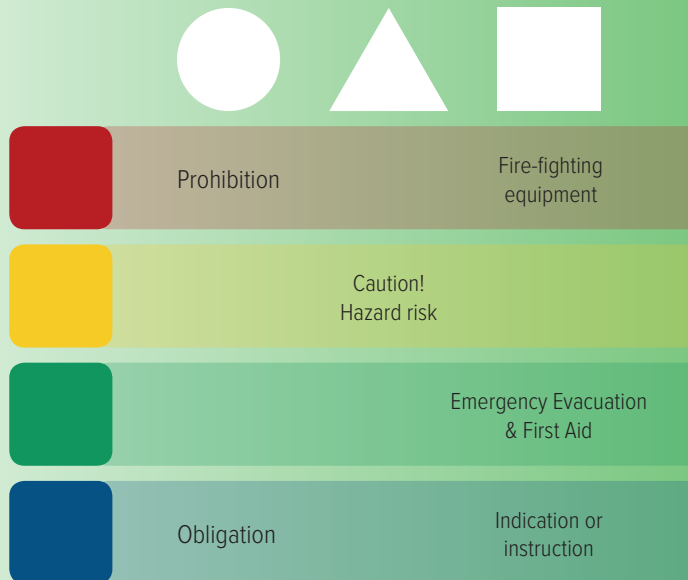 Prohibition
Fire-fighting
equipment
Caution!
Hazard risk
Emergency Evacuation
& First Aid
Obligation
Indication or
instruction